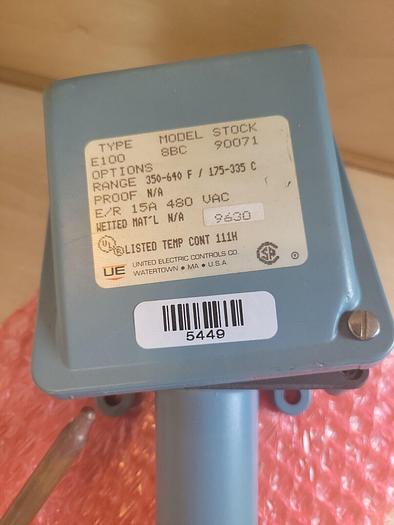 TYPE MODEL STOCK
E100 8BC 90071
OPTIONS
RANGE 350-640 F / 175-335 C
PROOF N/A
E/R 15A 480 VAC
WETTED MAT'L N/A 9630
UL LISTED TEMP CONT 111H
UE UNITED ELECTRIC CONTROLS CO.
WATERTOWN • MA • U.S.A.
5449